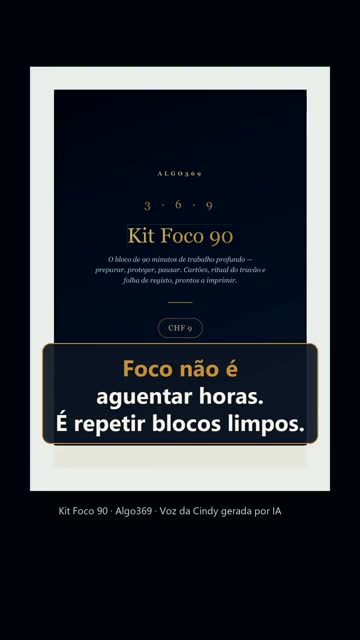 ALGO369
3 · 6 · 9
Kit Foco 90
O bloco de 90 minutos de trabalho profundo —
preparar, proteger, pausar. Cartões, ritual do travão e
folha de registo, prontos a imprimir.
CHF 9
Foco não é
aguentar horas.
É repetir blocos limpos.
Kit Foco 90 · Algo369 · Voz da Cindy gerada por IA